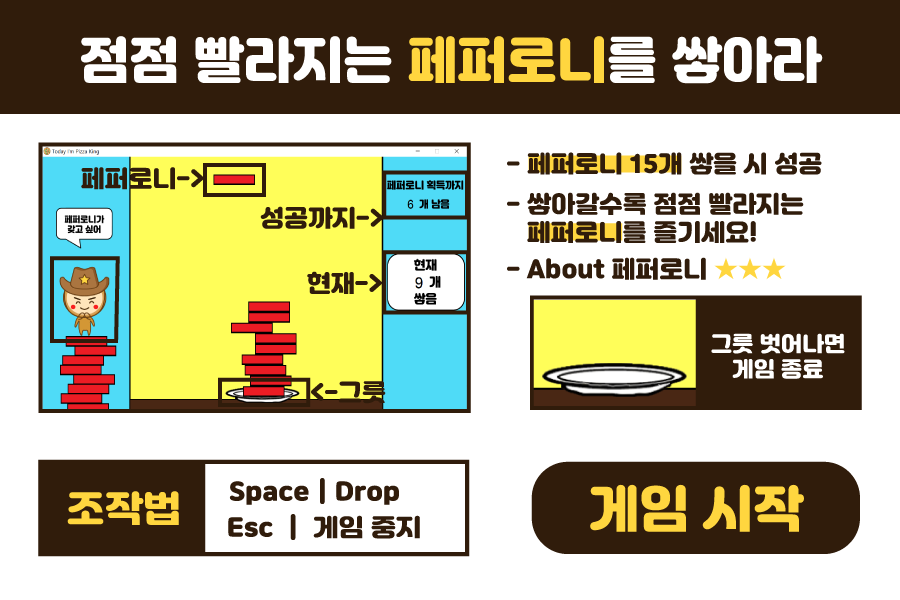 점점 빨라지는 페퍼로니를 쌓아라
Today I'm Pizza King
페퍼로니->
페퍼로니 획득까지
6 개 남음
성공까지->
페퍼로니가
갖고 싶어
현재->
현재
9 개
쌓음
<-그릇
- 페퍼로니 15개 쌓을 시 성공
- 쌓아갈수록 점점 빨라지는
페퍼로니를 즐기세요!
- About 페퍼로니 ★★★
그릇 벗어나면
게임 종료
조작법
Space | Drop
Esc | 게임 중지
게임 시작